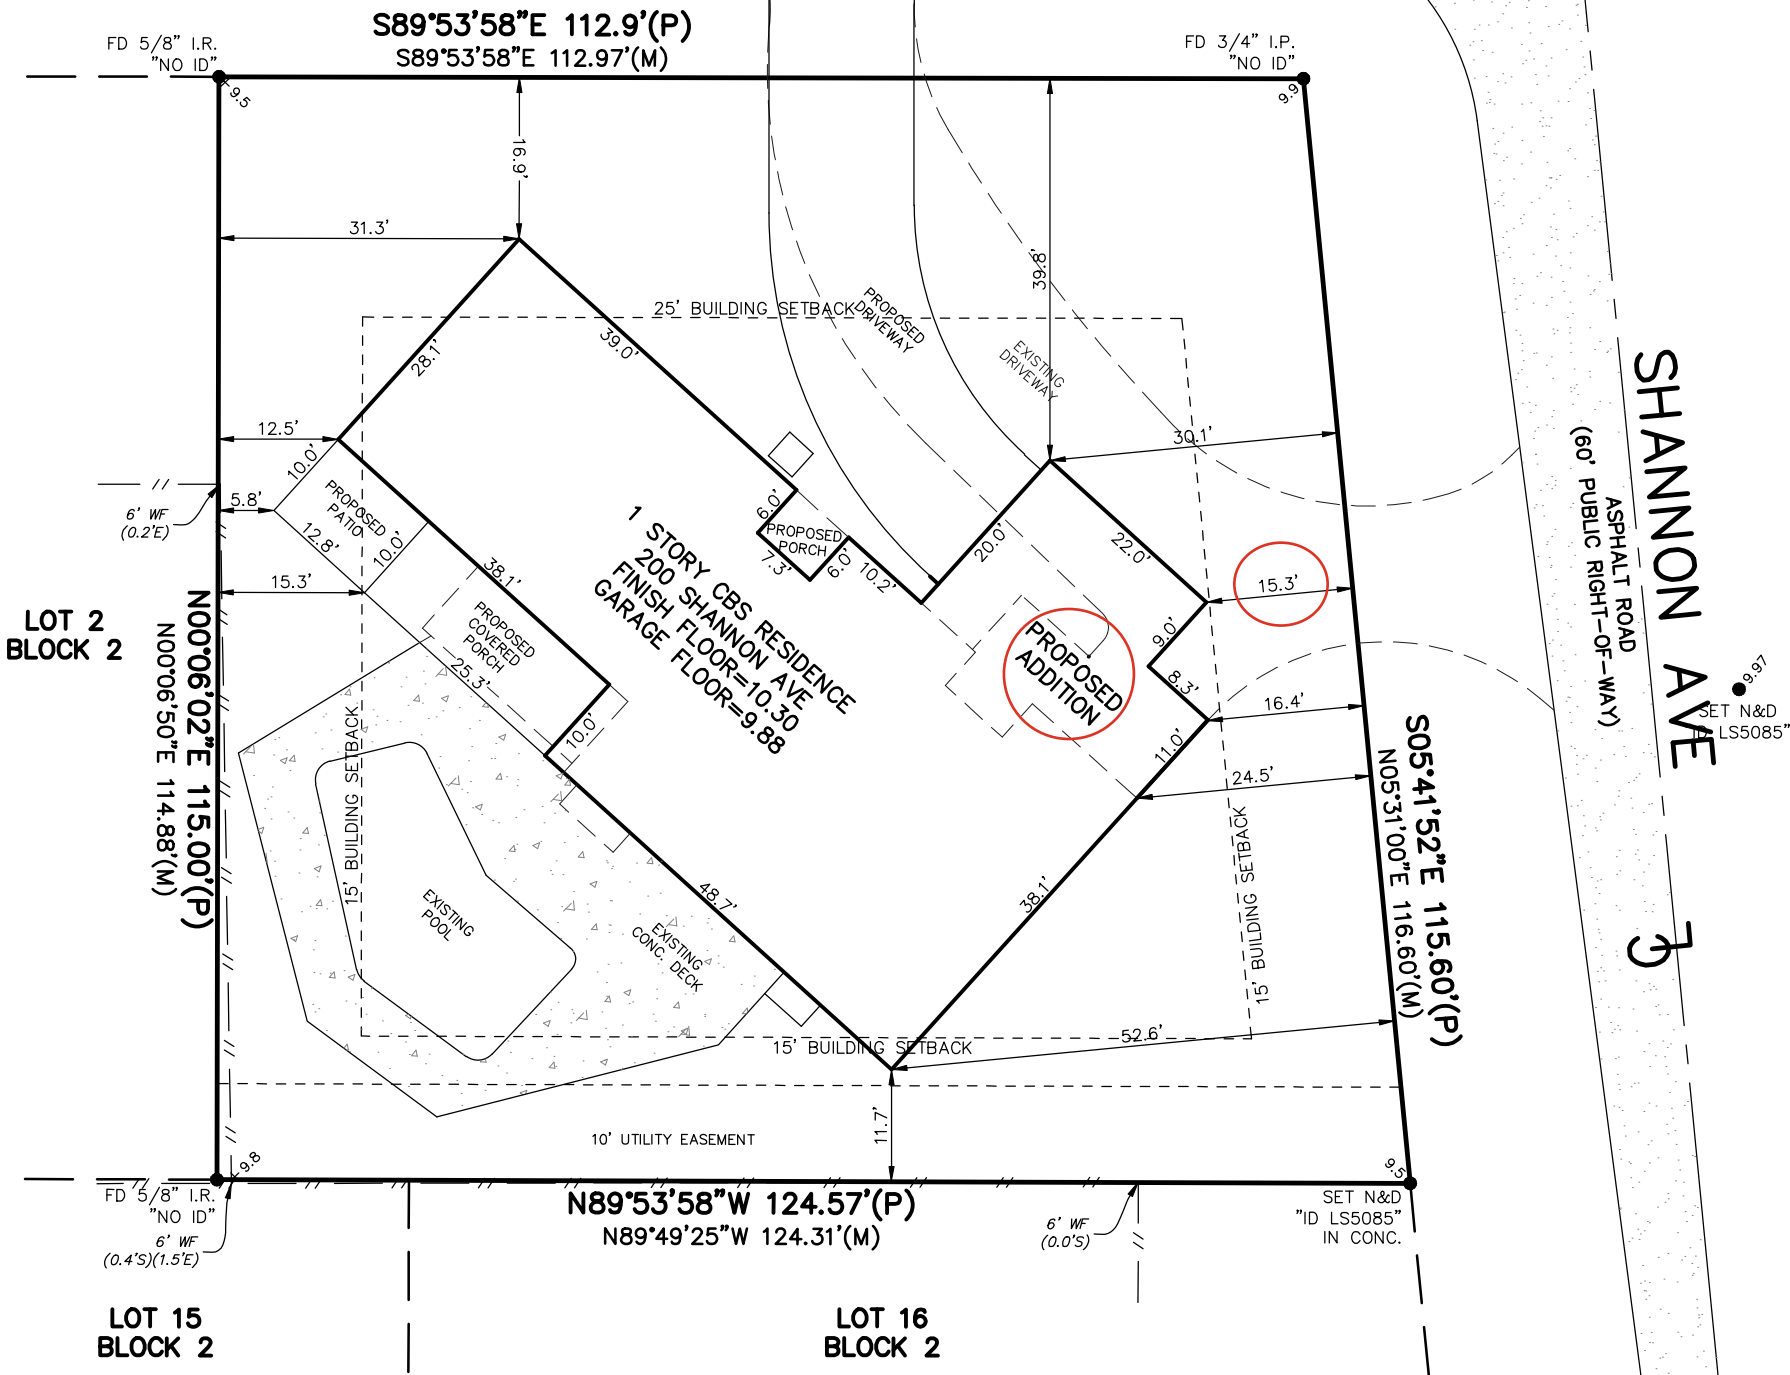 S89°53'58"E 112.9'(P)
S89°53'58"E 112.97'(M)
FD 5/8" I.R.
"NO ID"
9.5
FD 3/4" I.P.
"NO ID"
9.9
16.9'
31.3'
39.8'
25' BUILDING SETBACK
PROPOSED
DRIVEWAY
EXISTING
DRIVEWAY
39.0'
28.1'
12.5'
10.0'
30.1'
5.8'
6' WF
(0.2'E)
PROPOSED
PATIO
12.8'
10.0'
15.3'
38.1'
6.0'
PROPOSED
PORCH
7.3'
6.0'
10.2'
20.0'
22.0'
15.3'
9.0'
8.3'
PROPOSED
ADDITION
16.4'
11.0'
24.5'
1 STORY CBS RESIDENCE
200 SHANNON AVE
FINISH FLOOR=10.30
GARAGE FLOOR=9.88
PROPOSED
COVERED
PORCH
25.3'
10.0'
LOT 2
BLOCK 2
N00°06'02"E 115.00'(P)
N00°06'50"E 114.88'(M)
15' BUILDING SETBACK
EXISTING
POOL
EXISTING
CONC. DECK
48.7'
38.1'
15' BUILDING SETBACK
15' BUILDING SETBACK
52.6'
11.7'
10' UTILITY EASEMENT
S05°41'52"E 115.60'(P)
N05°31'00"E 116.60'(M)
SHANNON AVE
ASPHALT ROAD
(60' PUBLIC RIGHT-OF-WAY)
9.97
SET N&D
ID LS5085"
9.8
9.5
FD 5/8" I.R.
"NO ID"
6' WF
(0.4'S)(1.5'E)
N89°53'58"W 124.57'(P)
N89°49'25"W 124.31'(M)
6' WF
(0.0'S)
SET N&D
"ID LS5085"
IN CONC.
LOT 15
BLOCK 2
LOT 16
BLOCK 2